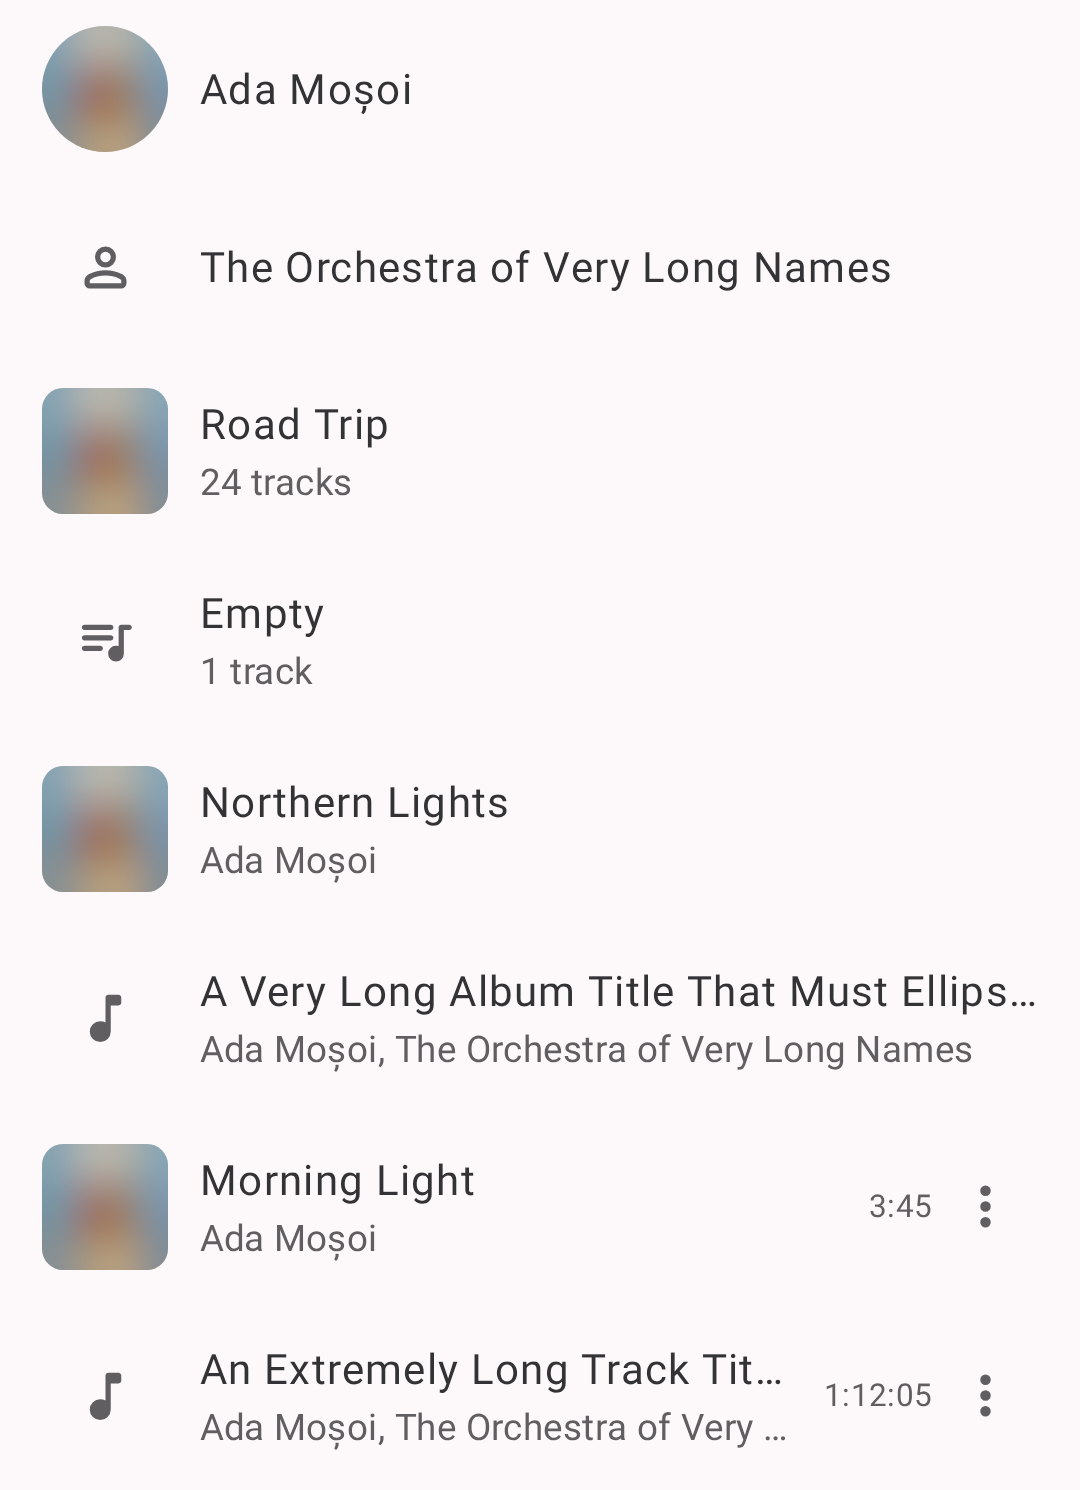 Ada Moșoi
The Orchestra of Very Long Names
Road Trip
24 tracks
Empty
1 track
Northern Lights
Ada Moșoi
A Very Long Album Title That Must Ellips…
Ada Moșoi, The Orchestra of Very Long Names
Morning Light
Ada Moșoi
3:45
An Extremely Long Track Tit…
Ada Moșoi, The Orchestra of Very …
1:12:05